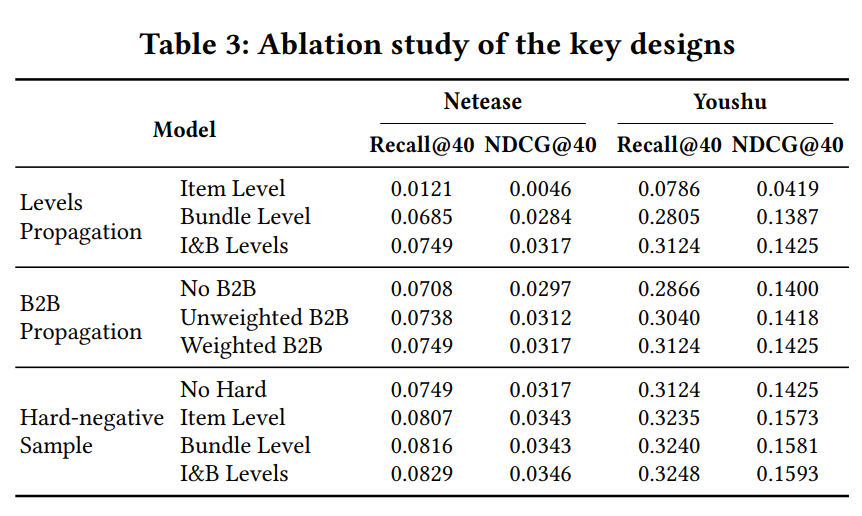 Table 3: Ablation study of the key designs
Model Netease Youshu
Recall@40 NDCG@40 Recall@40 NDCG@40
Levels Propagation Item Level 0.0121 0.0046 0.0786 0.0419
Bundle Level 0.0685 0.0284 0.2805 0.1387
I&B Levels 0.0749 0.0317 0.3124 0.1425
B2B Propagation No B2B 0.0708 0.0297 0.2866 0.1400
Unweighted B2B 0.0738 0.0312 0.3040 0.1418
Weighted B2B 0.0749 0.0317 0.3124 0.1425
Hard-negative Sample No Hard 0.0749 0.0317 0.3124 0.1425
Item Level 0.0807 0.0343 0.3235 0.1573
Bundle Level 0.0816 0.0343 0.3240 0.1581
I&B Levels 0.0829 0.0346 0.3248 0.1593